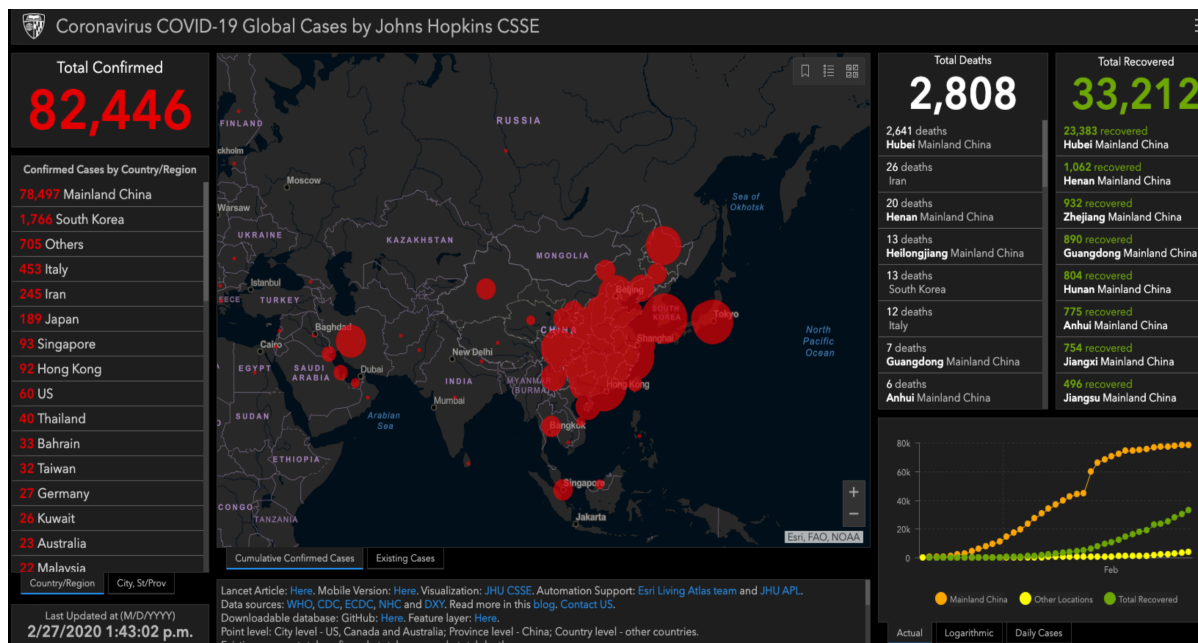 Coronavirus COVID-19 Global Cases by Johns Hopkins CSSE
Total Confirmed
82,446
Confirmed Cases by Country/Region
78,497 Mainland China
1,766 South Korea
705 Others
453 Italy
245 Iran
189 Japan
93 Singapore
92 Hong Kong
60 US
40 Thailand
33 Bahrain
32 Taiwan
27 Germany
26 Kuwait
23 Australia
22 Malaysia
Country/Region
City, St/Prov
Last Updated at (M/D/YYYY)
2/27/2020 1:43:02 p.m.
FINLAND
ckholm
RUSSIA
Moscow
Warsaw
UKRAINE
KAZAKHSTAN
MONGOLIA
Sea of
Okhotsk
Istanbul
EECE
TURKEY
Beijing
SOUTH
KOREA
Tokyo
Baghdad
CHINA
Shanghai
North
Pacific
Ocean
Cairo
New Delhi
EGYPT
SAUDI
ARABIA
Dubai
INDIA
MYANMAR
(BURMA)
Hong Kong
Mumbai
Arabian
Sea
SUDAN
Bangkok
ETHIOPIA
Singapore
CONGO
TANZANIA
Jakarta
+
−
Esri, FAO, NOAA
Cumulative Confirmed Cases
Existing Cases
Lancet Article: Here. Mobile Version: Here. Visualization: JHU CSSE. Automation Support: Esri Living Atlas team and JHU APL.
Data sources: WHO, CDC, ECDC, NHC and DXY. Read more in this blog. Contact US.
Downloadable database: GitHub: Here. Feature layer: Here.
Point level: City level - US, Canada and Australia; Province level - China; Country level - other countries.
Total Deaths
2,808
2,641 deaths
Hubei Mainland China
26 deaths
Iran
20 deaths
Henan Mainland China
13 deaths
Heilongjiang Mainland China
13 deaths
South Korea
12 deaths
Italy
7 deaths
Guangdong Mainland China
6 deaths
Anhui Mainland China
Total Recovered
33,212
23,383 recovered
Hubei Mainland China
1,062 recovered
Henan Mainland China
932 recovered
Zhejiang Mainland China
890 recovered
Guangdong Mainland China
804 recovered
Hunan Mainland China
775 recovered
Anhui Mainland China
754 recovered
Jiangxi Mainland China
496 recovered
Jiangsu Mainland China
80k
60k
40k
20k
0
Feb
Mainland China
Other Locations
Total Recovered
Actual
Logarithmic
Daily Cases